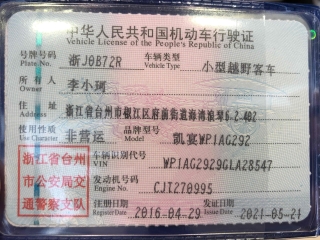 中华人民共和国机动车行驶证
Vehicle License of the People's Republic of China
号牌号码 浙J0B7ZR 车辆类型 小型越野客车
Plate No. Vehicle Type
所有人 李小珂
Owner
住址 浙江省台州市椒江区府前街道海湾狼琴6-2-402
Address
使用性质 非营运 品牌型号 凯宴WP1AG292
Use Character Model
浙江省台州
市公安局交
通警察支队
车辆识别代号 WP1AG2929GLA28547
VIN
发动机号码 CJT270995
Engine No.
注册日期 2016-04-29 发证日期 2021-05-21
Register Date Issue Date